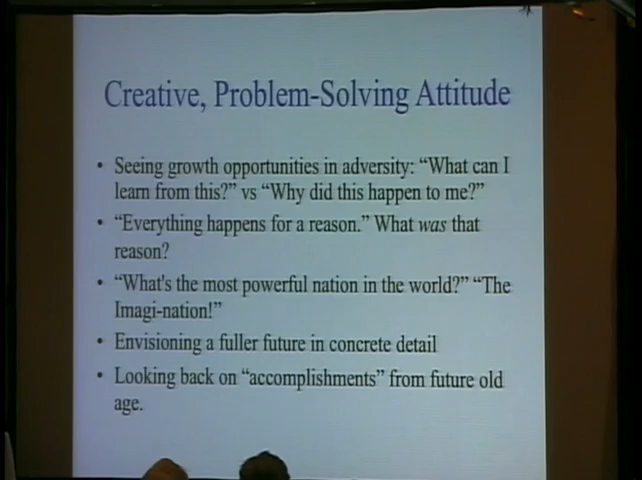 Creative, Problem-Solving Attitude
• Seeing growth opportunities in adversity: “What can I
learn from this?” vs “Why did this happen to me?”
• “Everything happens for a reason.” What was that
reason?
• “What's the most powerful nation in the world?” “The
Imagi-nation!”
• Envisioning a fuller future in concrete detail
• Looking back on “accomplishments” from future old
age.